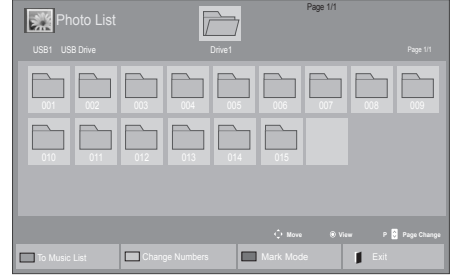 Page 1/1
Photo List
USB1 USB Drive Drive1 Page 1/1
001 002 003 004 005 006 007 008 009
010 011 012 013 014 015
Move View P Page Change
To Music List Change Numbers Mark Mode Exit